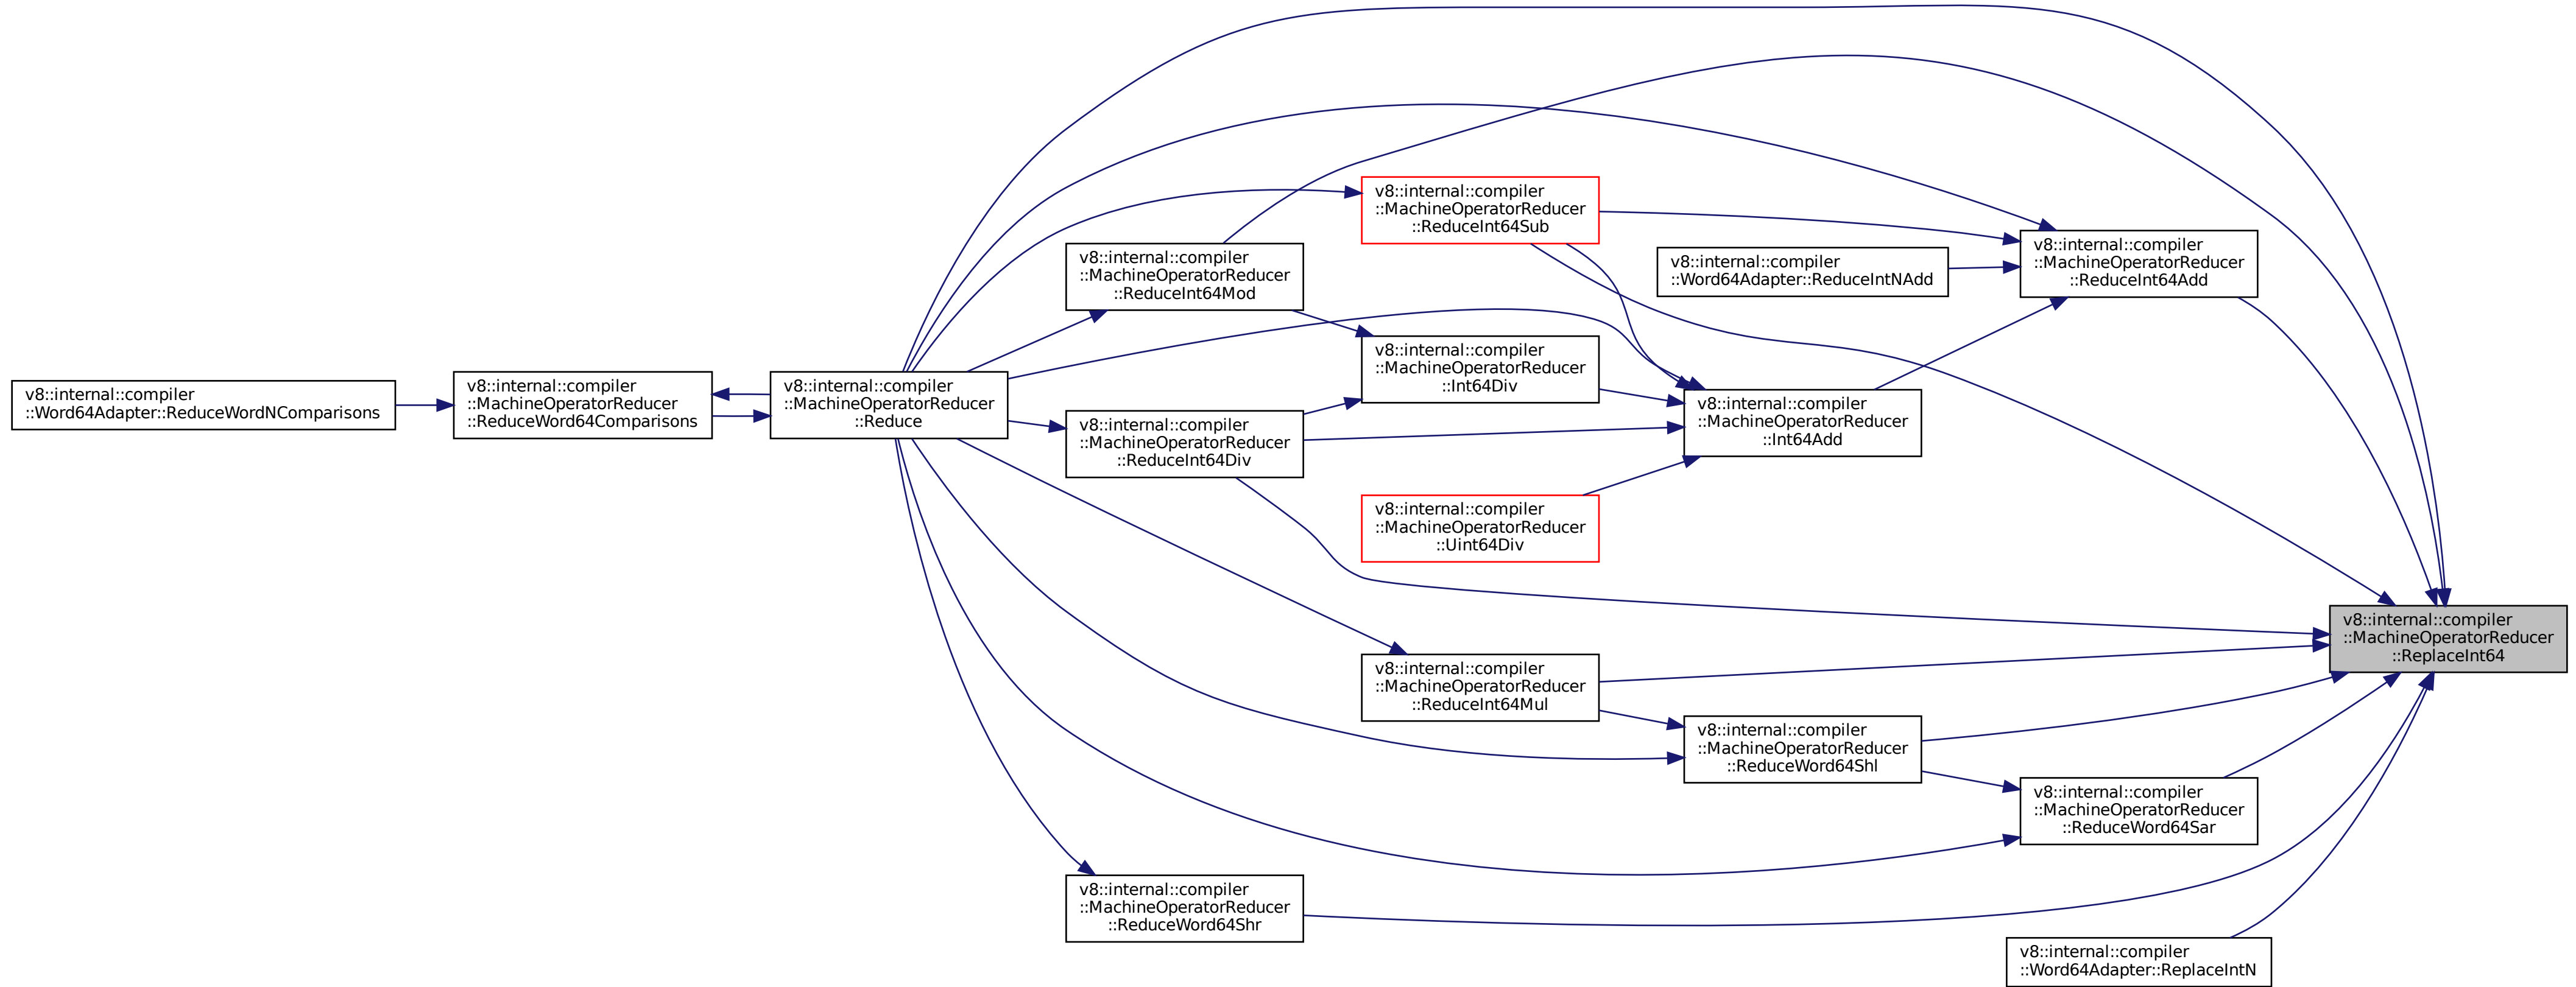 v8::internal::compiler
::MachineOperatorReducer
::ReduceInt64Sub
v8::internal::compiler
::MachineOperatorReducer
::ReduceInt64Add
v8::internal::compiler
::MachineOperatorReducer
::ReduceInt64Mod
v8::internal::compiler
::Word64Adapter::ReduceIntNAdd
v8::internal::compiler
::MachineOperatorReducer
::Int64Div
v8::internal::compiler
::Word64Adapter::ReduceWordNComparisons
v8::internal::compiler
::MachineOperatorReducer
::ReduceWord64Comparisons
v8::internal::compiler
::MachineOperatorReducer
::Reduce
v8::internal::compiler
::MachineOperatorReducer
::Int64Add
v8::internal::compiler
::MachineOperatorReducer
::ReduceInt64Div
v8::internal::compiler
::MachineOperatorReducer
::Uint64Div
v8::internal::compiler
::MachineOperatorReducer
::ReplaceInt64
v8::internal::compiler
::MachineOperatorReducer
::ReduceInt64Mul
v8::internal::compiler
::MachineOperatorReducer
::ReduceWord64Shl
v8::internal::compiler
::MachineOperatorReducer
::ReduceWord64Sar
v8::internal::compiler
::MachineOperatorReducer
::ReduceWord64Shr
v8::internal::compiler
::Word64Adapter::ReplaceIntN